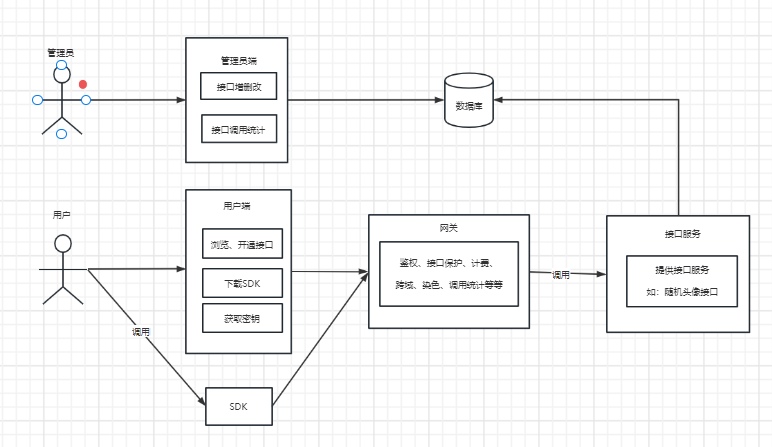 管理员
管理员端
接口增删改
接口调用统计
数据库
用户
用户端
浏览、开通接口
下载SDK
获取密钥
网关
鉴权、接口保护、计费、
跨域、染色、调用统计等等
调用
接口服务
提供接口服务
如：随机头像接口
调用
SDK